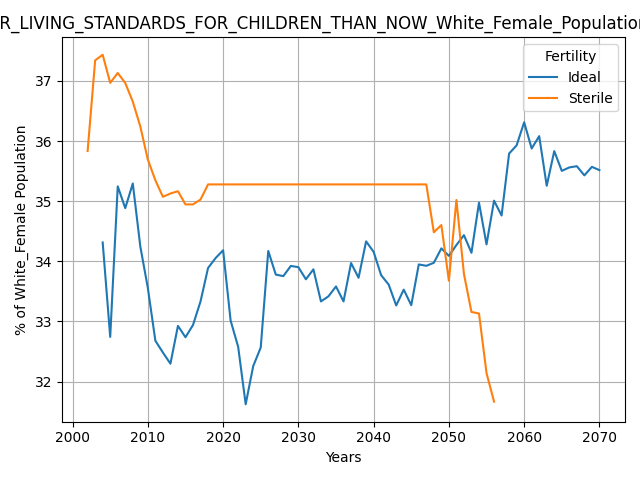 R_LIVING_STANDARDS_FOR_CHILDREN_THAN_NOW_White_Female_Population
Fertility
Ideal
Sterile
% of White_Female Population
37
36
35
34
33
32
2000 2010 2020 2030 2040 2050 2060 2070
Years